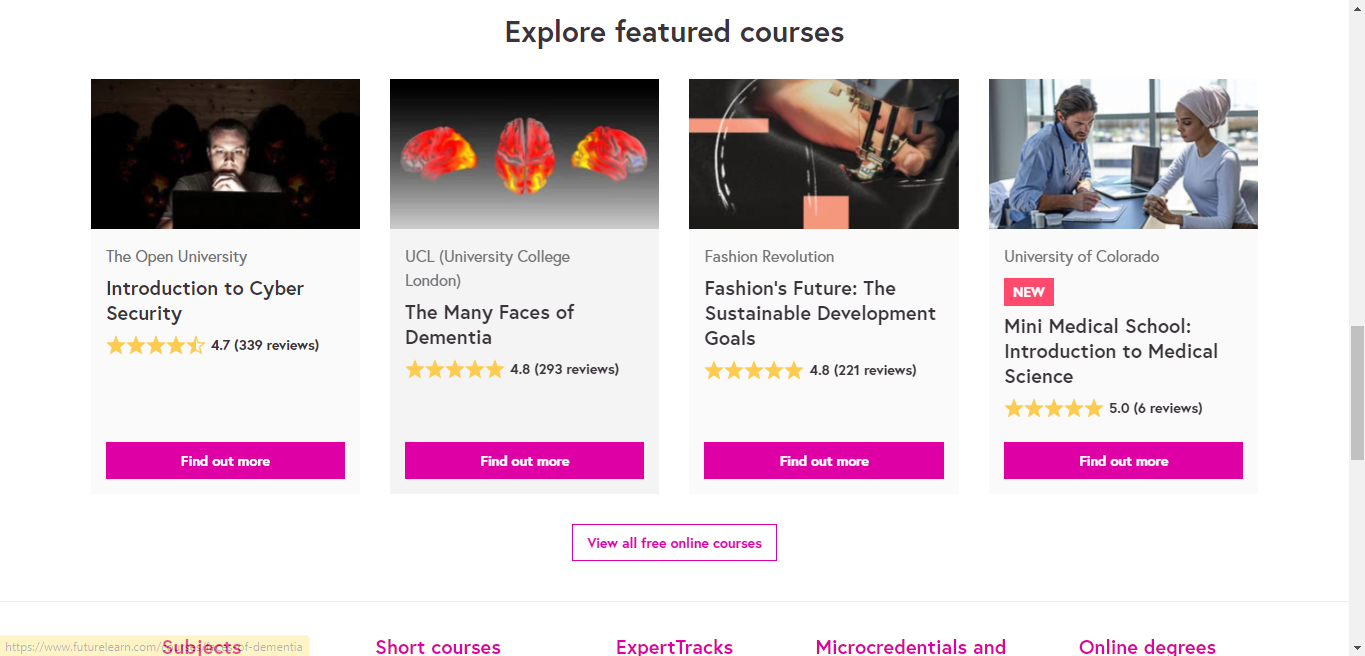 Explore featured courses
The Open University
Introduction to Cyber
Security
4.7 (339 reviews)
Find out more
UCL (University College
London)
The Many Faces of
Dementia
4.8 (293 reviews)
Find out more
Fashion Revolution
Fashion's Future: The
Sustainable Development
Goals
4.8 (221 reviews)
Find out more
University of Colorado
NEW
Mini Medical School:
Introduction to Medical
Science
5.0 (6 reviews)
Find out more
View all free online courses
Subjects
Short courses
ExpertTracks
Microcredentials and
Online degrees
https://www.futurelearn.com/courses/faces-of-dementia